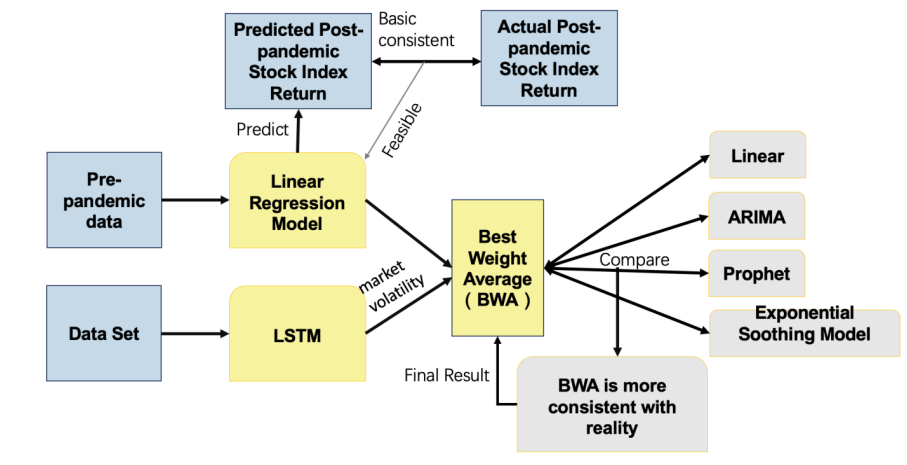 Predicted Post-
pandemic
Stock Index
Return
Basic
consistent
Actual Post-
pandemic
Stock Index
Return
Predict
Feasible
Pre-
pandemic
data
Linear
Regression
Model
Data Set
LSTM
market
volatility
Best
Weight
Average
( BWA )
Compare
Linear
ARIMA
Prophet
Exponential
Soothing Model
Final Result
BWA is more
consistent with
reality